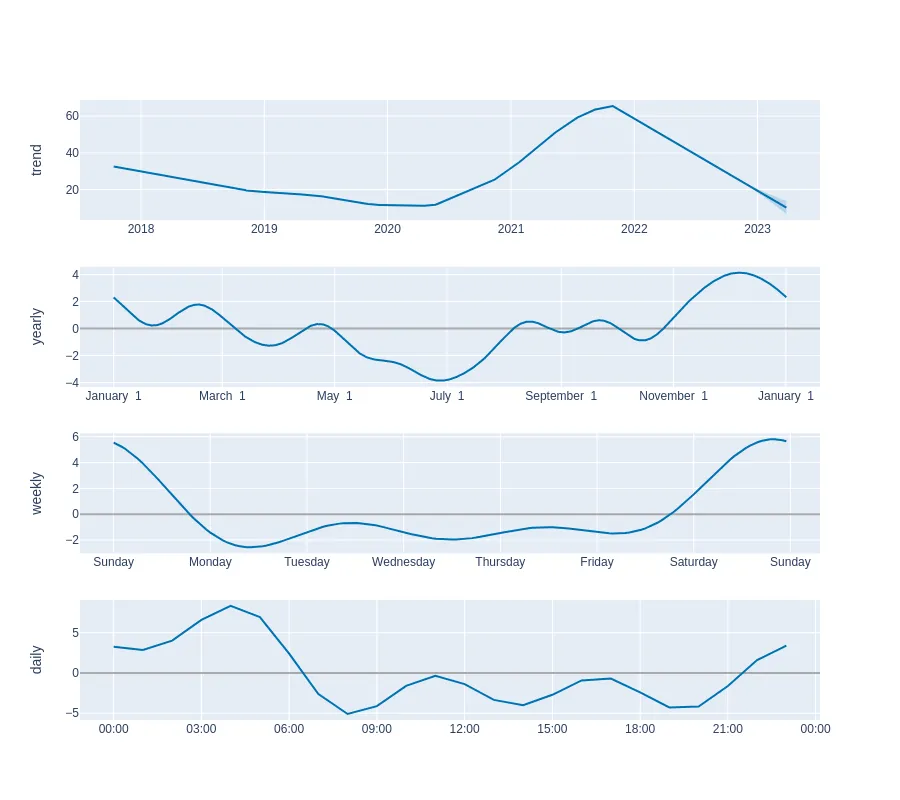 trend
60
40
20
2018 2019 2020 2021 2022 2023
yearly
4
2
0
−2
−4
January 1 March 1 May 1 July 1 September 1 November 1 January 1
weekly
6
4
2
0
−2
Sunday Monday Tuesday Wednesday Thursday Friday Saturday Sunday
daily
5
0
−5
00:00 03:00 06:00 09:00 12:00 15:00 18:00 21:00 00:00